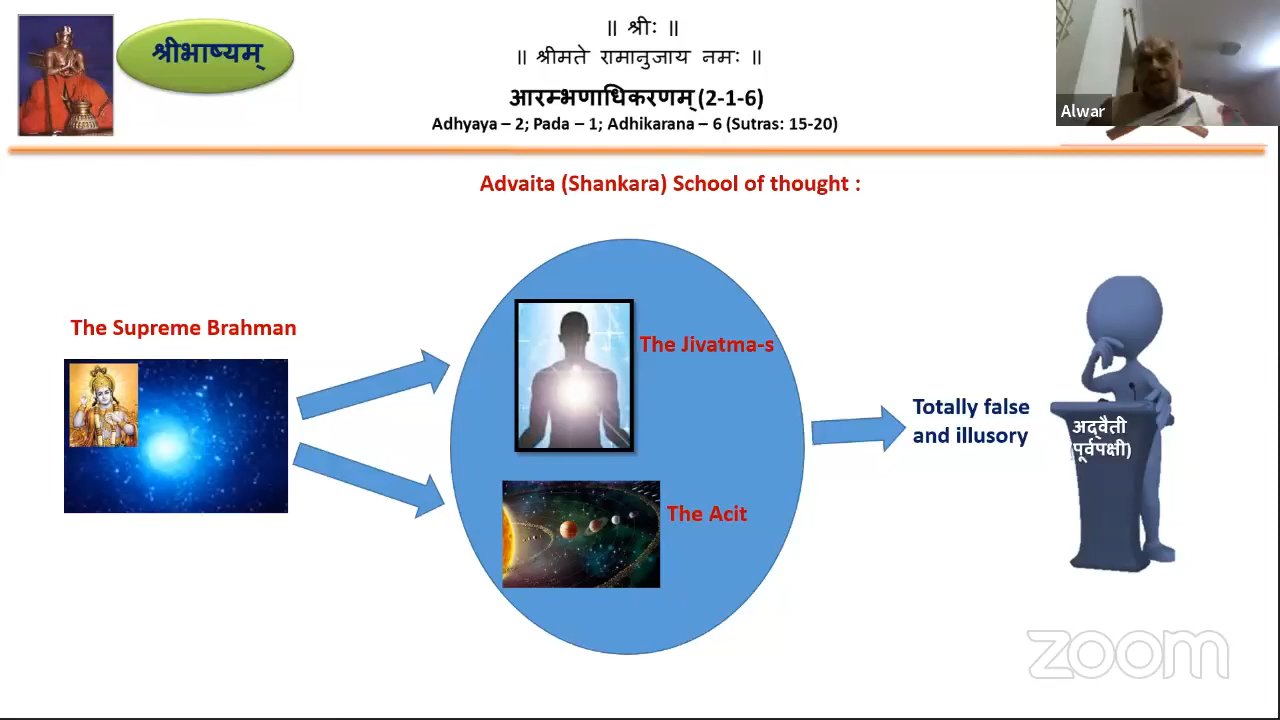 श्रीभाष्यम्
॥ श्रीः ॥
॥ श्रीमते रामानुजाय नमः ॥
आरम्भणाधिकरणम् (2-1-6)
Adhyaya – 2; Pada – 1; Adhikarana – 6 (Sutras: 15-20)
Alwar
Advaita (Shankara) School of thought :
The Supreme Brahman
The Jivatma-s
The Acit
Totally false
and illusory
अद्वैती
(पूर्वपक्षी)
zoom